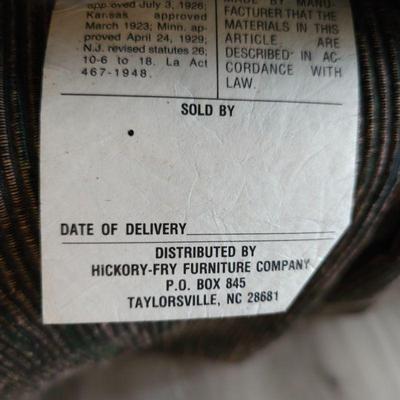 approved July 3, 1926;
Kansas approved
March 1923; Minn. ap-
proved April 24, 1929;
N.J. revised statutes 26;
10-6 to 18. La Act
467-1948.
MADE BY MANU-
FACTURER THAT THE
MATERIALS IN THIS
ARTICLE ARE
DESCRIBED IN AC-
CORDANCE WITH
LAW.
SOLD BY
DATE OF DELIVERY
DISTRIBUTED BY
HICKORY-FRY FURNITURE COMPANY
P.O. BOX 845
TAYLORSVILLE, NC 28681